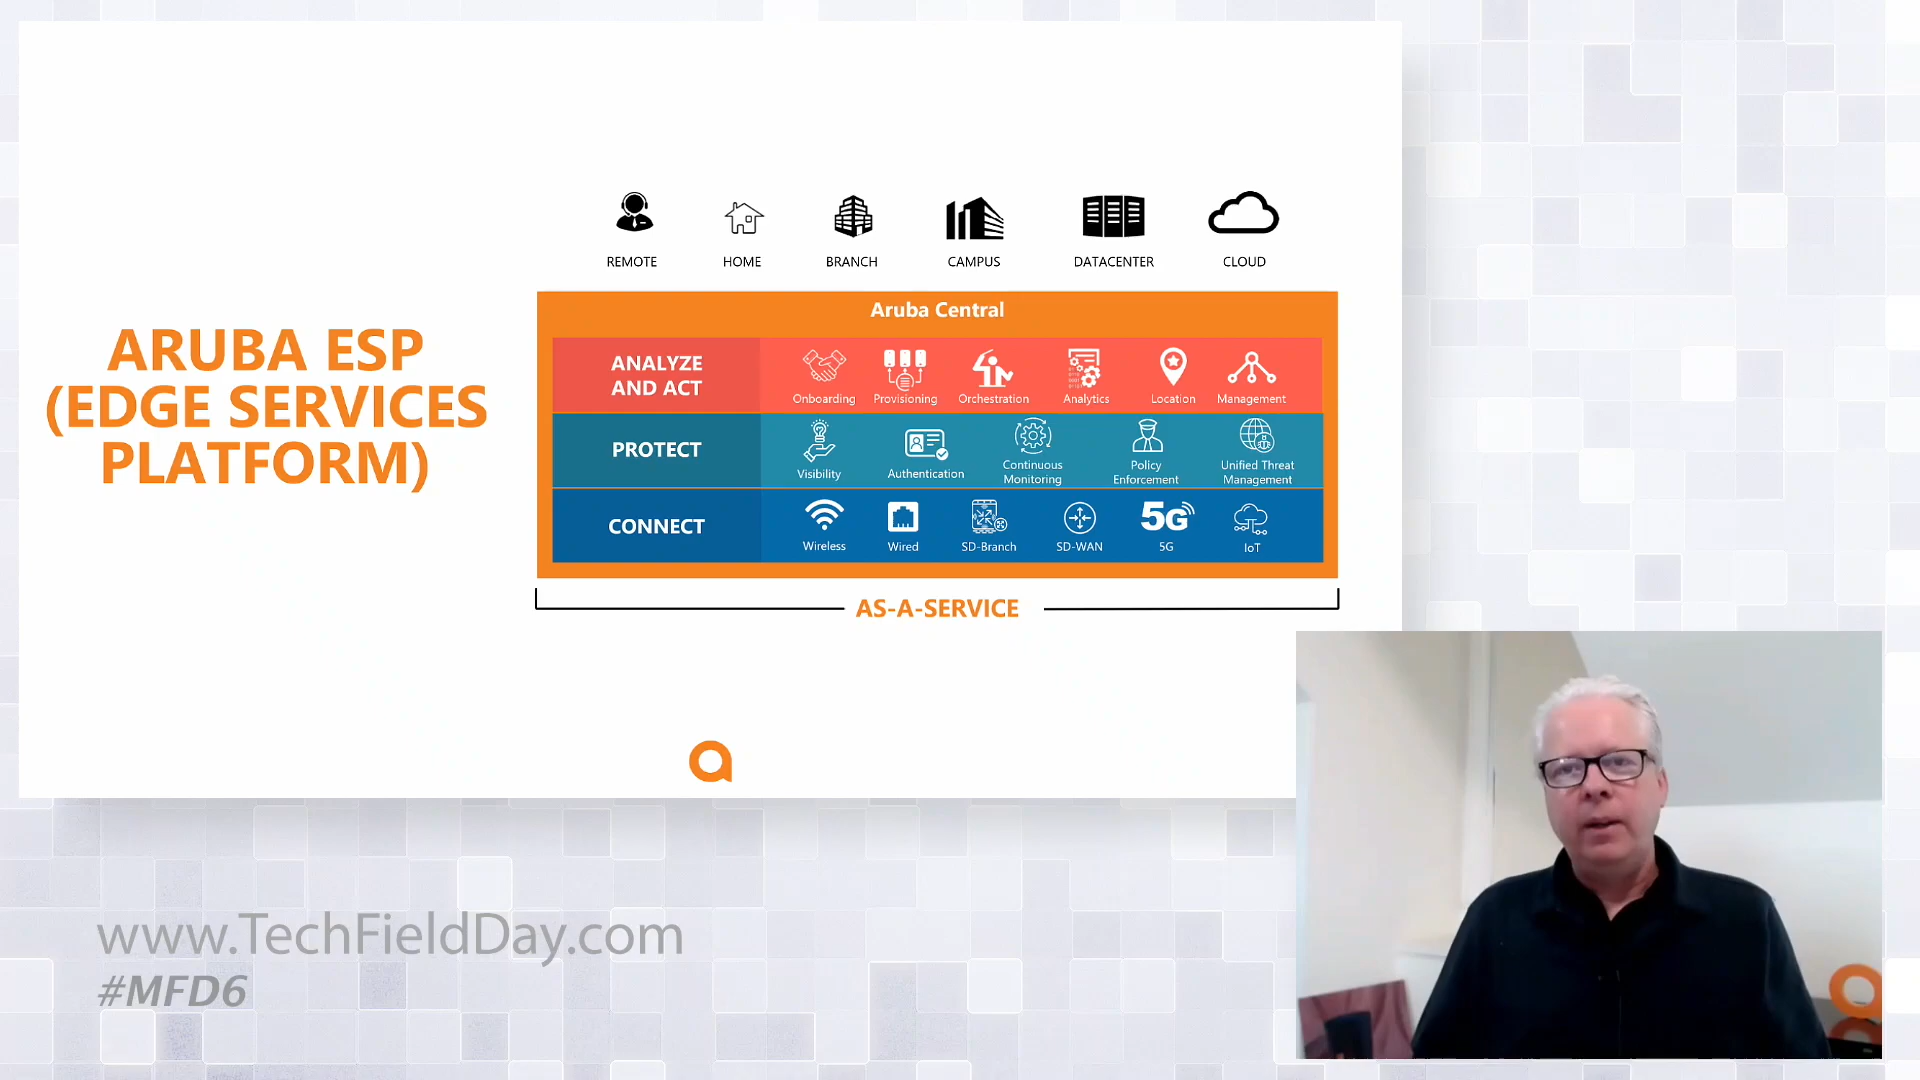 REMOTE HOME BRANCH CAMPUS DATACENTER CLOUD
ARUBA ESP
(EDGE SERVICES
PLATFORM)
Aruba Central
ANALYZE
AND ACT
Onboarding Provisioning Orchestration Analytics Location Management
PROTECT
Visibility Authentication Continuous Monitoring Policy Enforcement Unified Threat Management
CONNECT
5G
Wireless Wired SD-Branch SD-WAN 5G IoT
AS-A-SERVICE
www.TechFieldDay.com
#MFD6